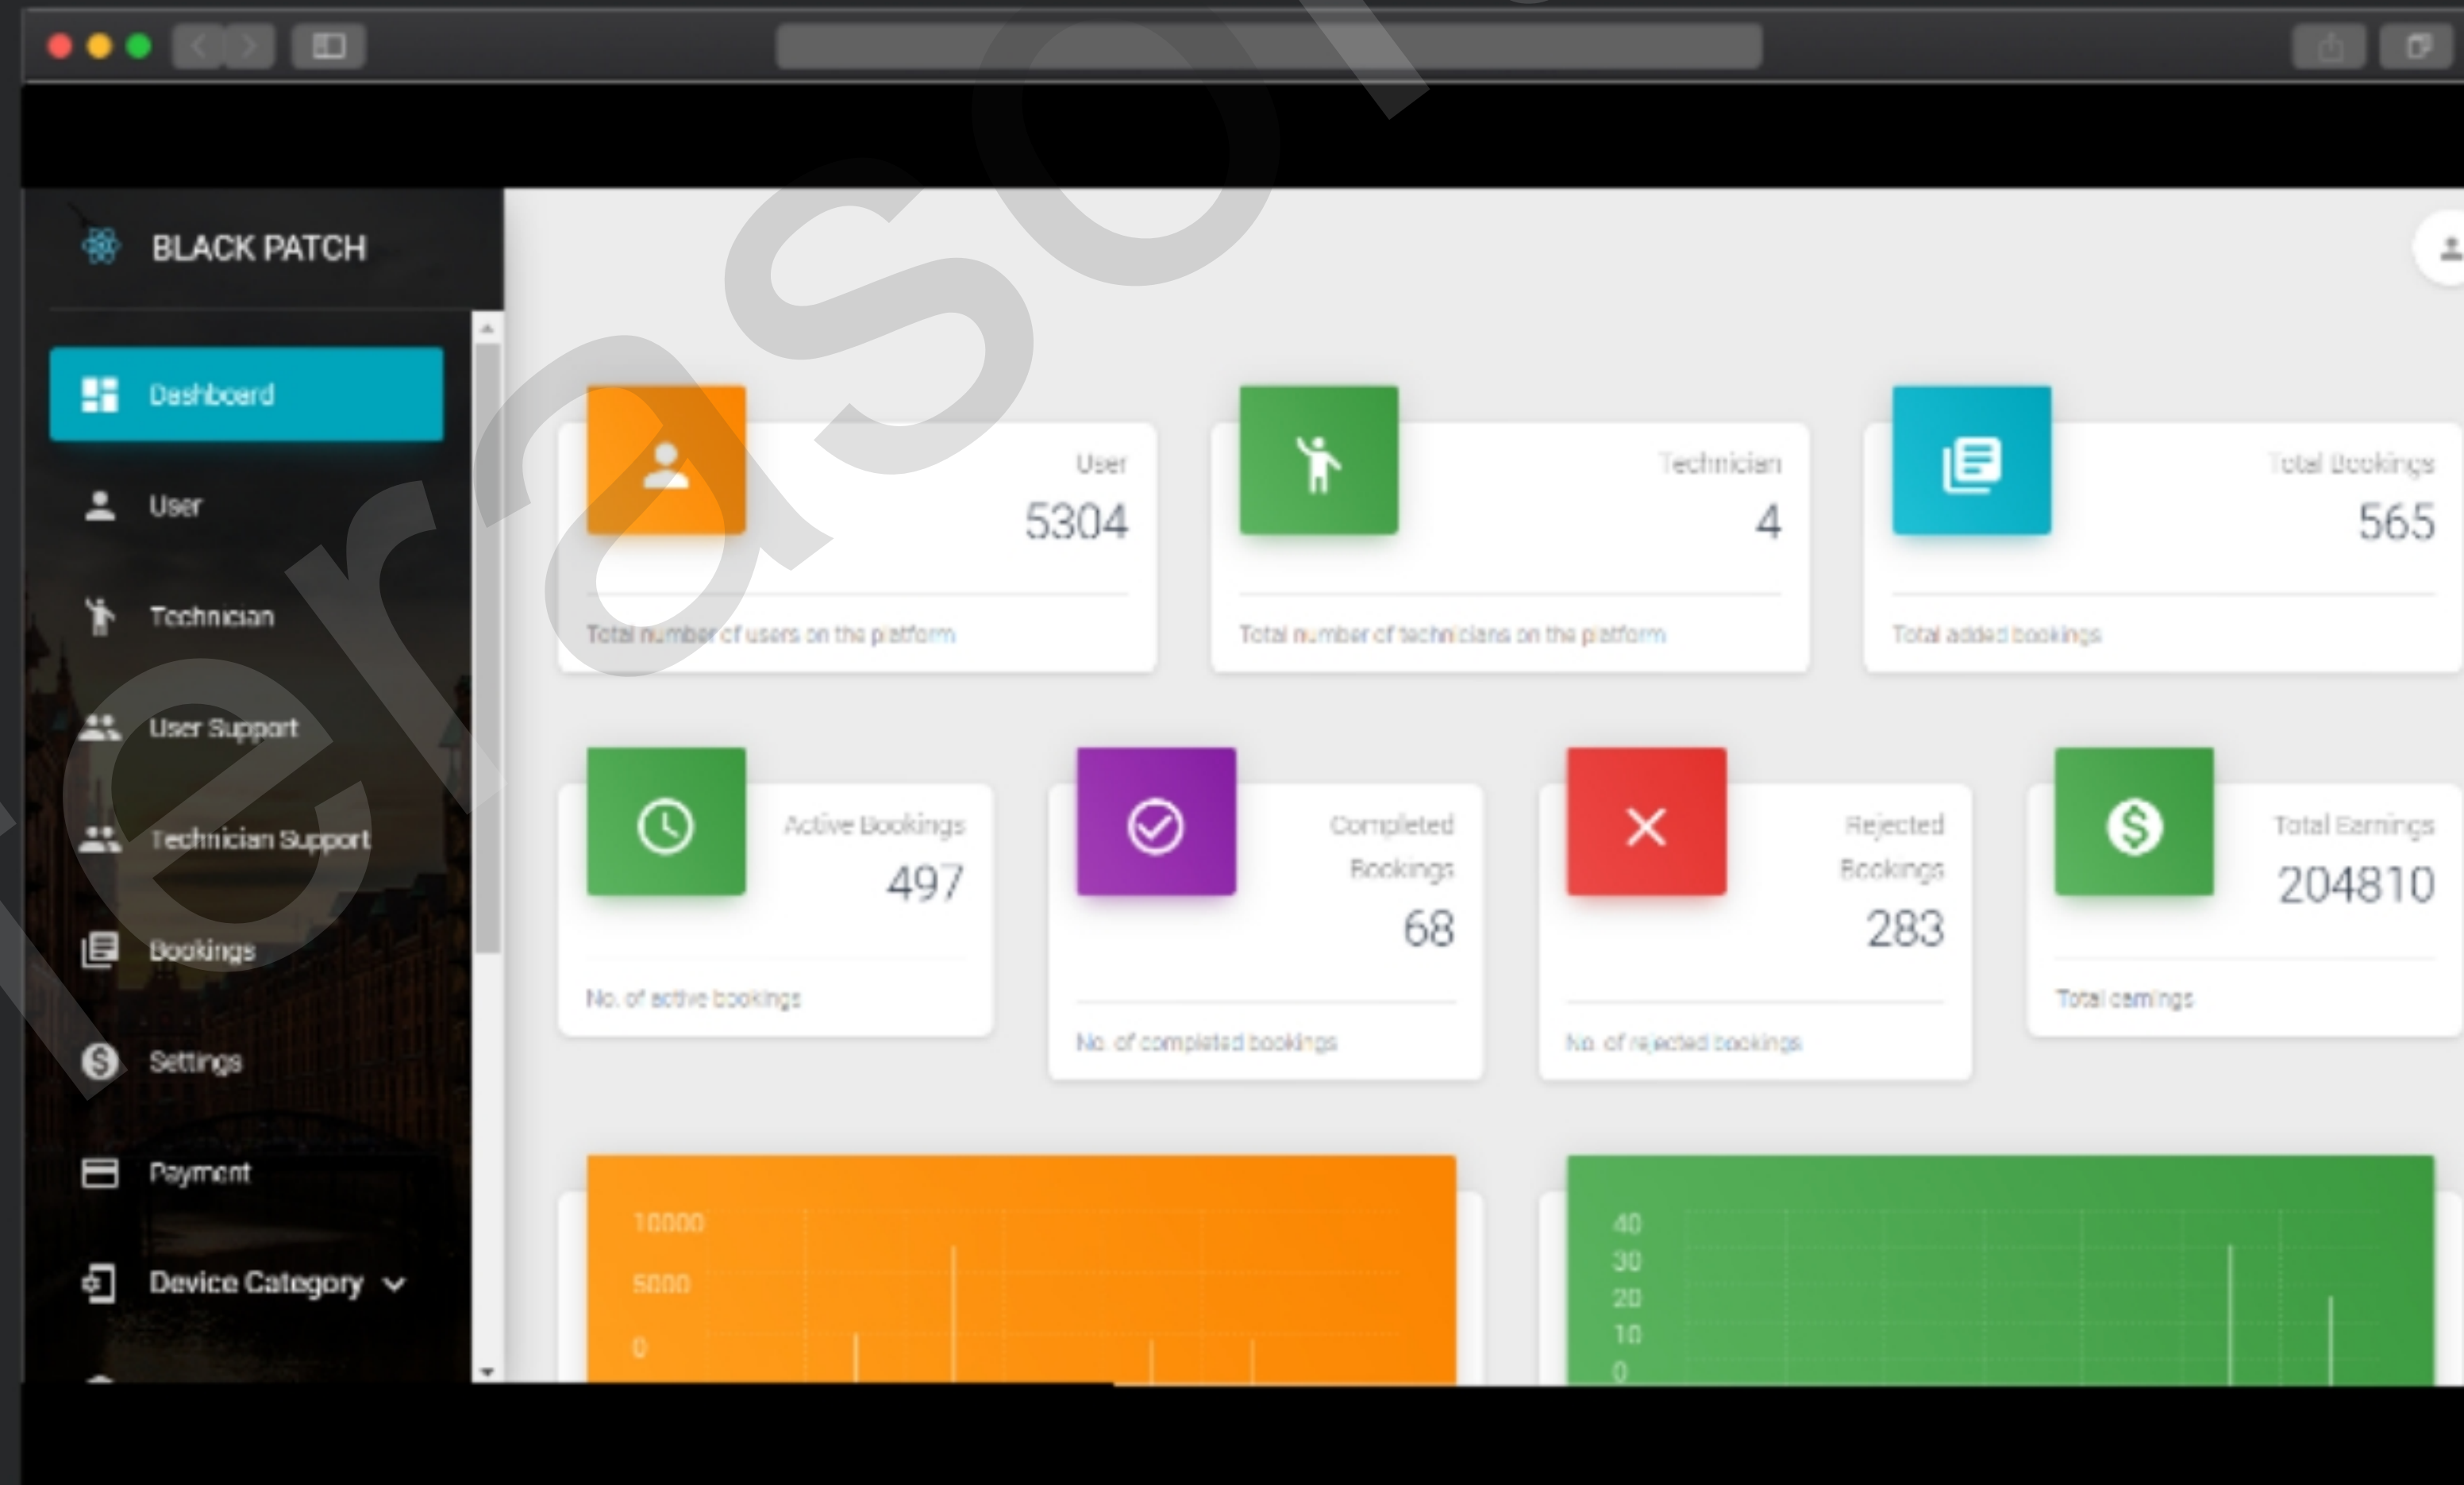 BLACK PATCH
Dashboard
User
Technician
User Support
Technician Support
Bookings
Settings
Payment
Device Category
User
5304
Total number of users on the platform
Technician
4
Total number of technicians on the platform
Total Bookings
565
Total added bookings
Active Bookings
497
No. of active bookings
Completed
Bookings
68
No. of completed bookings
Rejected
Bookings
283
No. of rejected bookings
Total Earnings
204810
Total earnings
10000
5000
0
40
30
20
10
0